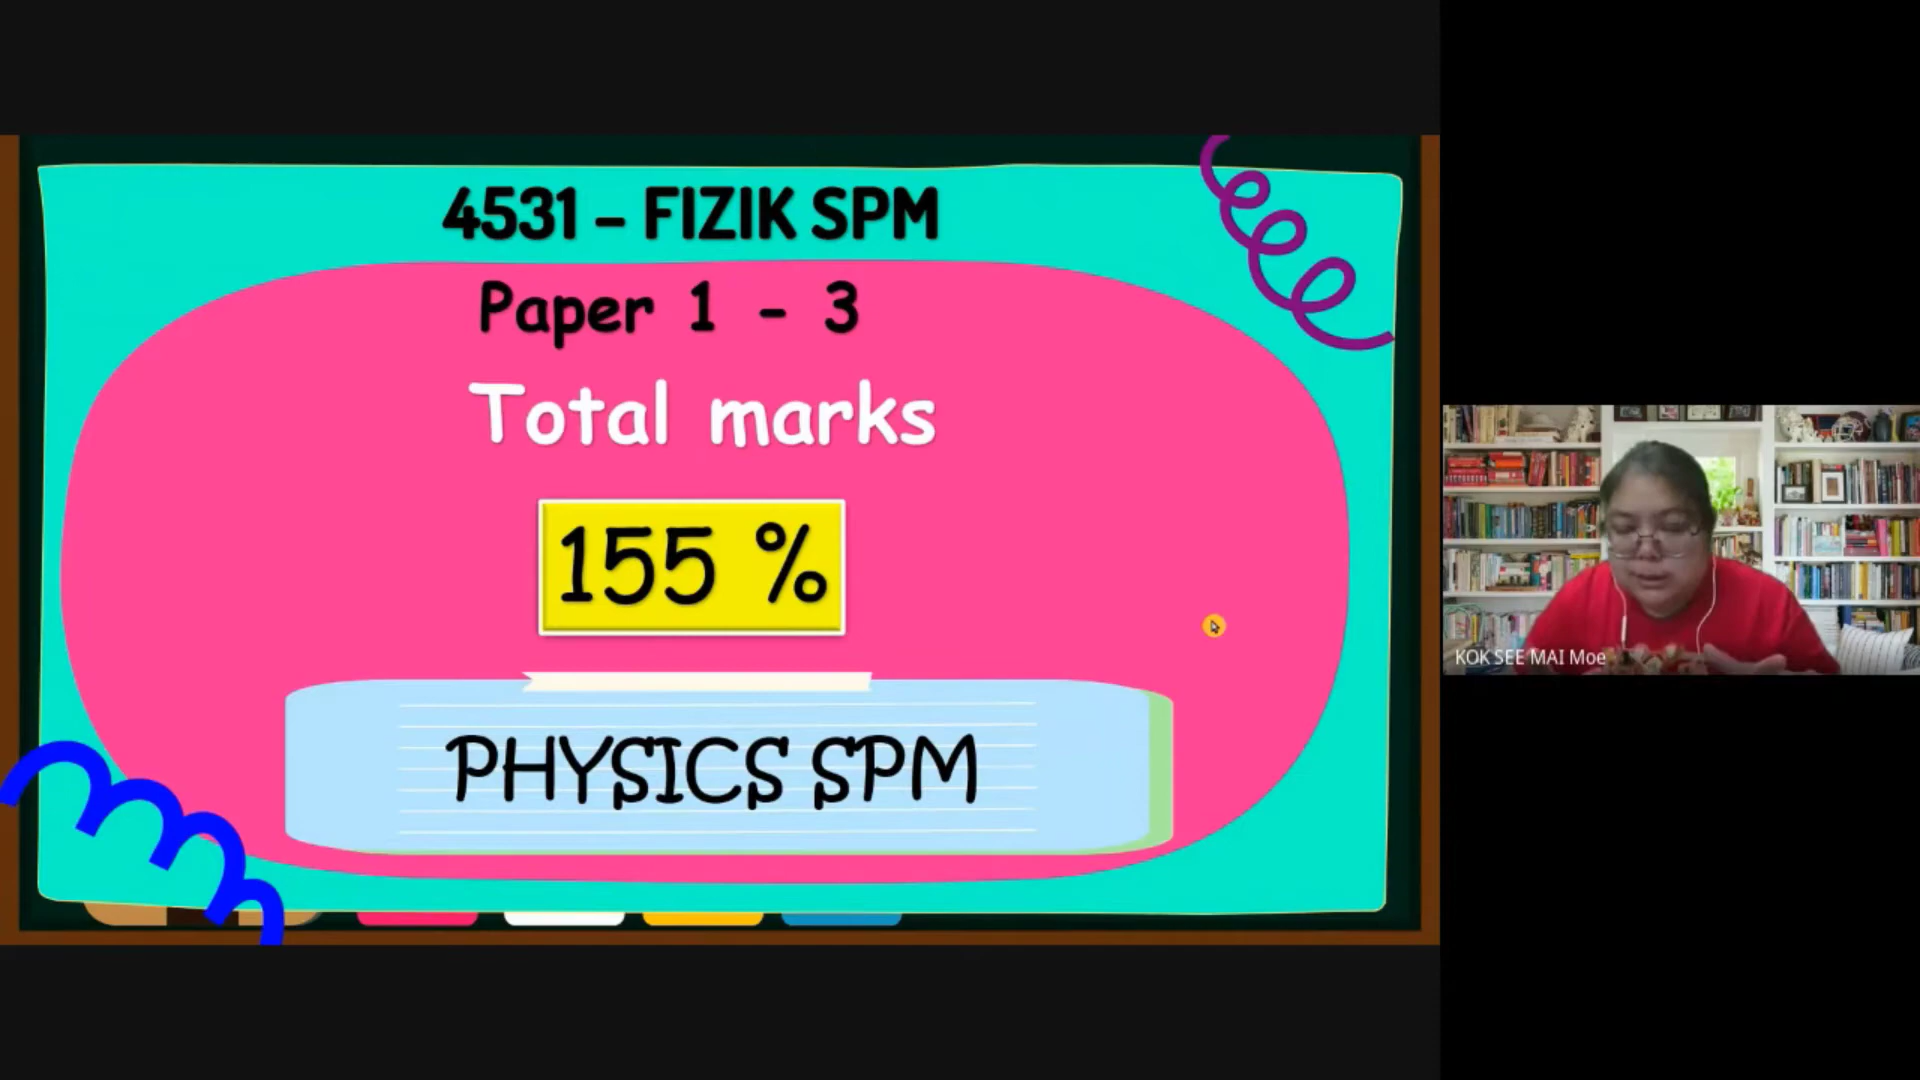 4531 – FIZIK SPM
Paper 1 - 3
Total marks
155 %
PHYSICS SPM
KOK SEE MAI Moe